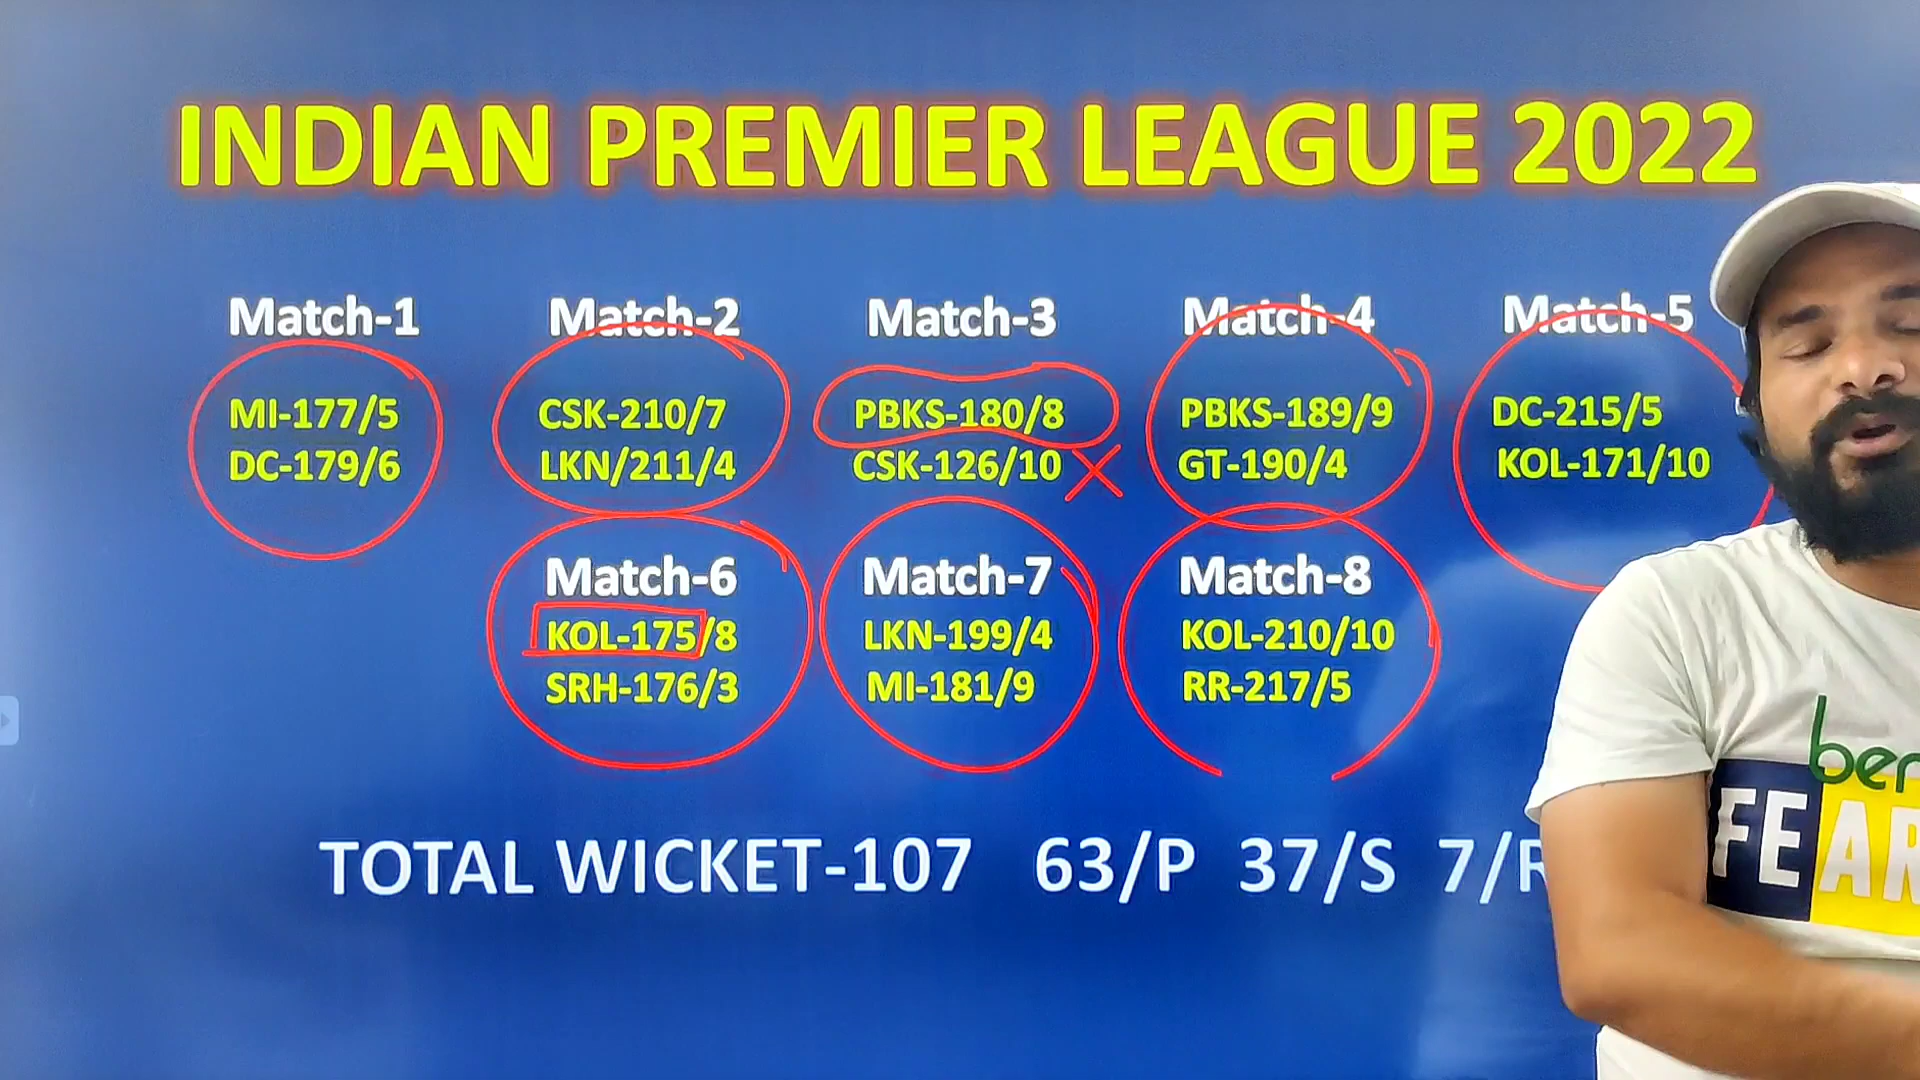 INDIAN PREMIER LEAGUE 2022
Match-1
MI-177/5
DC-179/6
Match-2
CSK-210/7
LKN/211/4
Match-3
PBKS-180/8
CSK-126/10
Match-4
PBKS-189/9
GT-190/4
Match-5
DC-215/5
KOL-171/10
Match-6
KOL-175/8
SRH-176/3
Match-7
LKN-199/4
MI-181/9
Match-8
KOL-210/10
RR-217/5
TOTAL WICKET-107 63/P 37/S 7/R